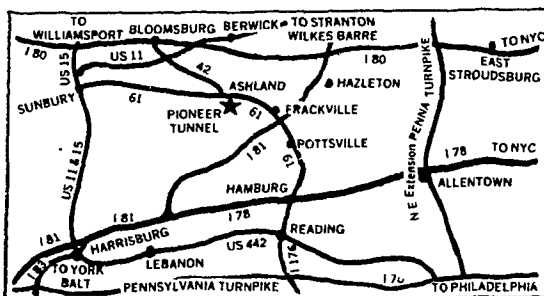 TO
WILLIAMSPORT
BLOOMSBURG
BERWICK
TO STRANTON
WILKES BARRE
TO NYC
I 80
US 15
US 11
42
I 80
EAST
STROUDSBURG
SUNBURY
61
ASHLAND
HAZLETON
PIONEER
TUNNEL
61
FRACKVILLE
POTTSVILLE
I 81
61
N E Extension PENNA TURNPIKE
US 11 & 15
I 78
TO NYC
ALLENTOWN
HAMBURG
I 81
I 78
I 81
HARRISBURG
READING
US 442
I 83
TO YORK
BALT
LEBANON
I 176
PENNSYLVANIA TURNPIKE
TO PHILADELPHIA